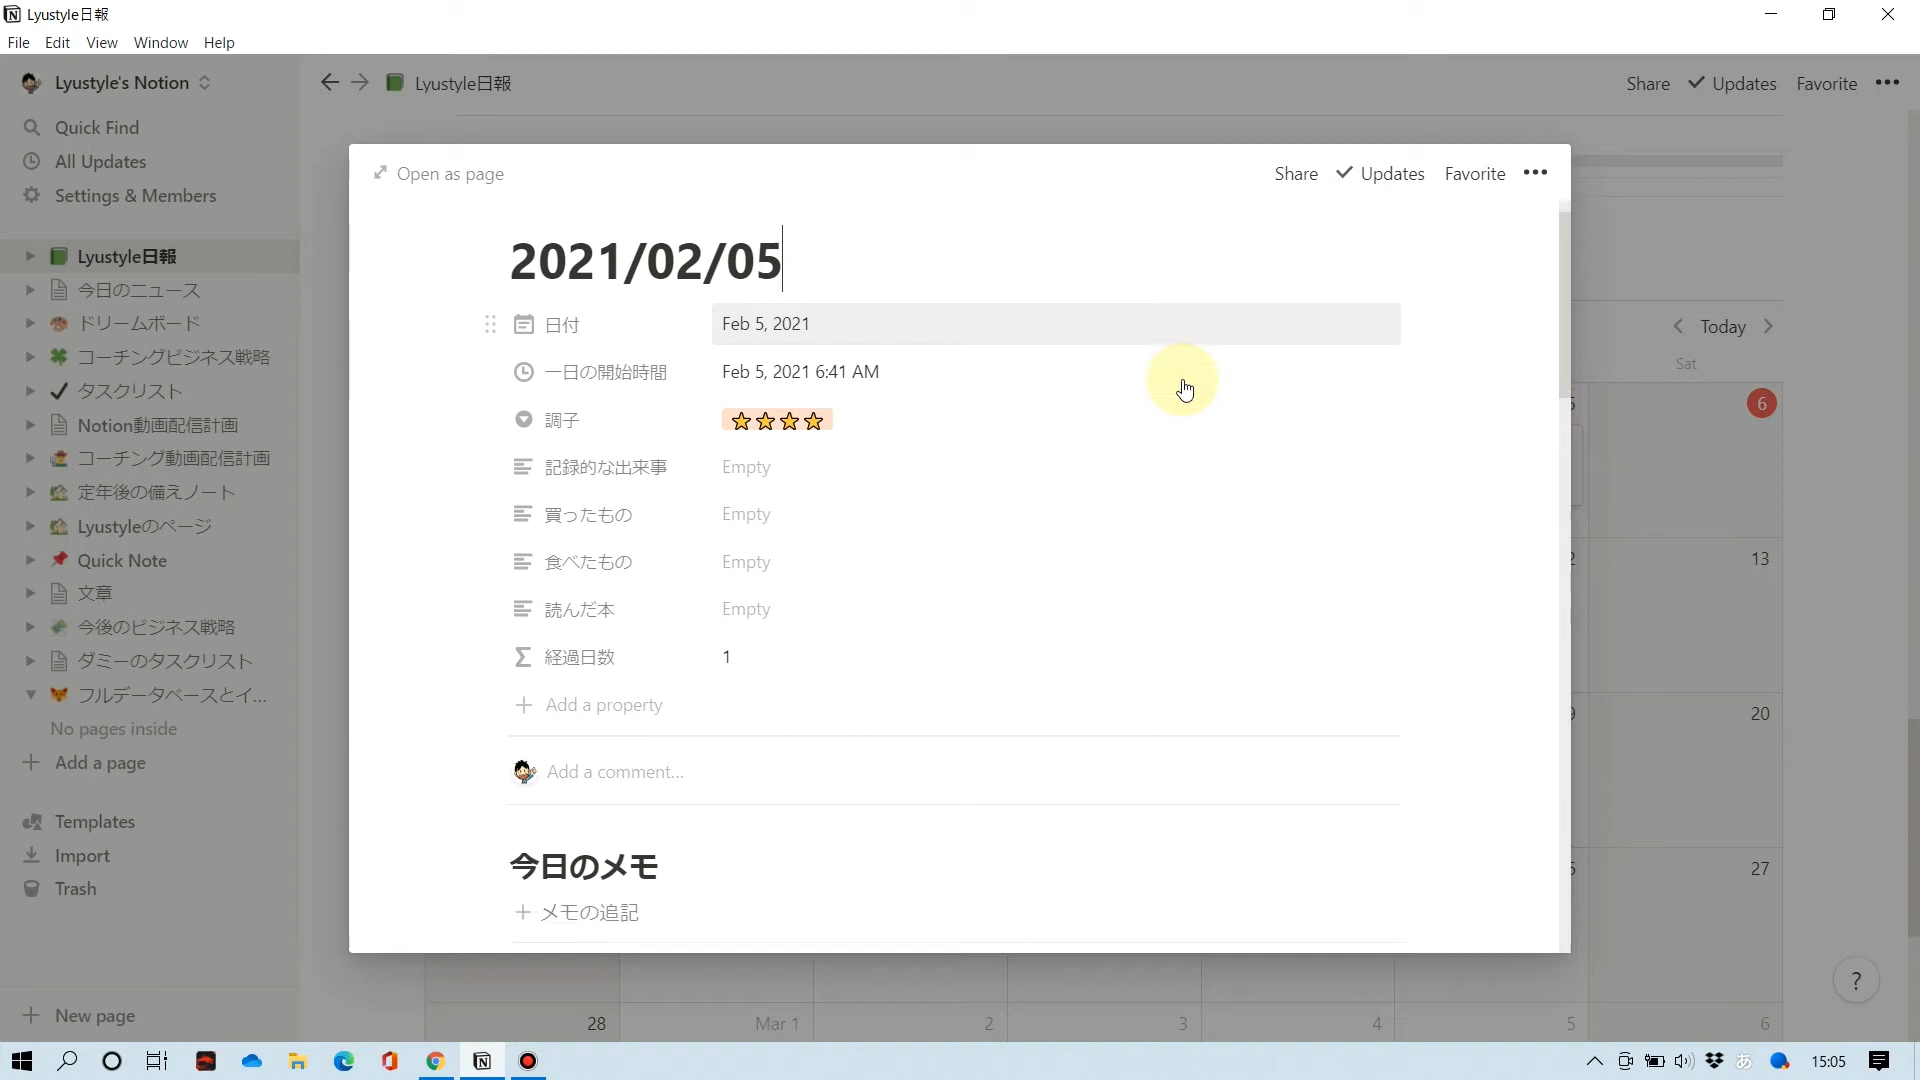 Lyustyle日報
File Edit View Window Help
Lyustyle's Notion
Lyustyle日報
Share Updates Favorite
Quick Find
All Updates
Settings & Members
Lyustyle日報
今日のニュース
ドリームボード
コーチングビジネス戦略
タスクリスト
Notion動画配信計画
コーチング動画配信計画
定年後の備えノート
Lyustyleのページ
Quick Note
文章
今後のビジネス戦略
ダミーのタスクリスト
フルデータベースとイ...
No pages inside
Add a page
Templates
Import
Trash
New page
Open as page
Share Updates Favorite
2021/02/05
日付 Feb 5, 2021
一日の開始時間 Feb 5, 2021 6:41 AM
調子
記録的な出来事 Empty
買ったもの Empty
食べたもの Empty
読んだ本 Empty
経過日数 1
Add a property
Add a comment...
今日のメモ
メモの追記
Today
Sat
6
13
20
27
28 Mar 1 2 3 4 5 6
?
あ
15:05